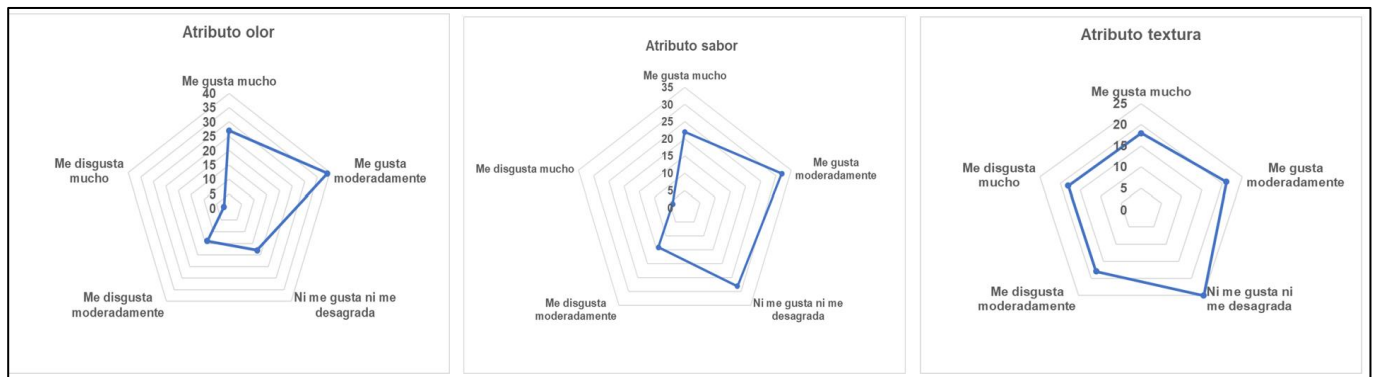 Atributo olor
Me gusta mucho
40
35
30
25
20
15
10
5
0
Me gusta
moderadamente
Ni me gusta ni me
desagrada
Me disgusta
moderadamente
Me disgusta
mucho
Atributo sabor
Me gusta mucho
35
30
25
20
15
10
5
0
Me gusta
moderadamente
Ni me gusta ni me
desagrada
Me disgusta
moderadamente
Me disgusta mucho
Atributo textura
Me gusta mucho
25
20
15
10
5
0
Me gusta
moderadamente
Ni me gusta ni
me desagrada
Me disgusta
moderadamente
Me disgusta
mucho